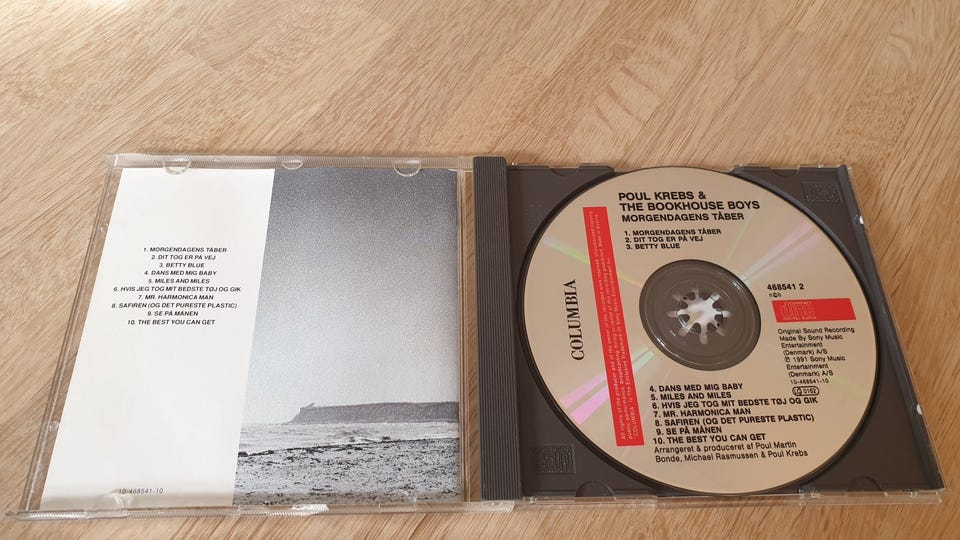 1. MORGENDAGENS TÅBER
2. DIT TOG ER PÅ VEJ
3. BETTY BLUE
4. DANS MED MIG BABY
5. MILES AND MILES
6. HVIS JEG TOG MIT BEDSTE TØJ OG GIK
7. MR. HARMONICA MAN
8. SAFIREN (OG DET PURESTE PLASTIC)
9. SE PÅ MÅNEN
10. THE BEST YOU CAN GET
10-468541-10
POUL KREBS &
THE BOOKHOUSE BOYS
MORGENDAGENS TÅBER
1. MORGENDAGENS TÅBER
2. DIT TOG ER PÅ VEJ
3. BETTY BLUE
COLUMBIA
468541 2
n©b
COMPACT
disc
DIGITAL AUDIO
Original Sound Recording
Made By Sony Music
Entertainment
(Denmark) A/S
℗ 1991 Sony Music
Entertainment
(Denmark) A/S
10-468541-10
LC 0162
4. DANS MED MIG BABY
5. MILES AND MILES
6. HVIS JEG TOG MIT BEDSTE TØJ OG GIK
7. MR. HARMONICA MAN
8. SAFIREN (OG DET PURESTE PLASTIC)
9. SE PÅ MÅNEN
10. THE BEST YOU CAN GET
Arrangeret & produceret af Poul Martin
Bonde, Michael Rasmussen & Poul Krebs